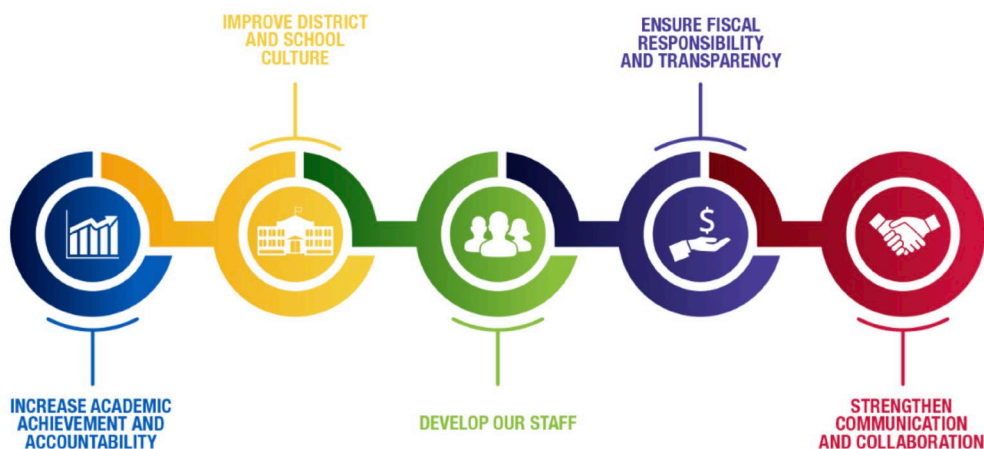 IMPROVE DISTRICT
AND SCHOOL
CULTURE
ENSURE FISCAL
RESPONSIBILITY
AND TRANSPARENCY
$
INCREASE ACADEMIC
ACHIEVEMENT AND
ACCOUNTABILITY
DEVELOP OUR STAFF
STRENGTHEN
COMMUNICATION
AND COLLABORATION